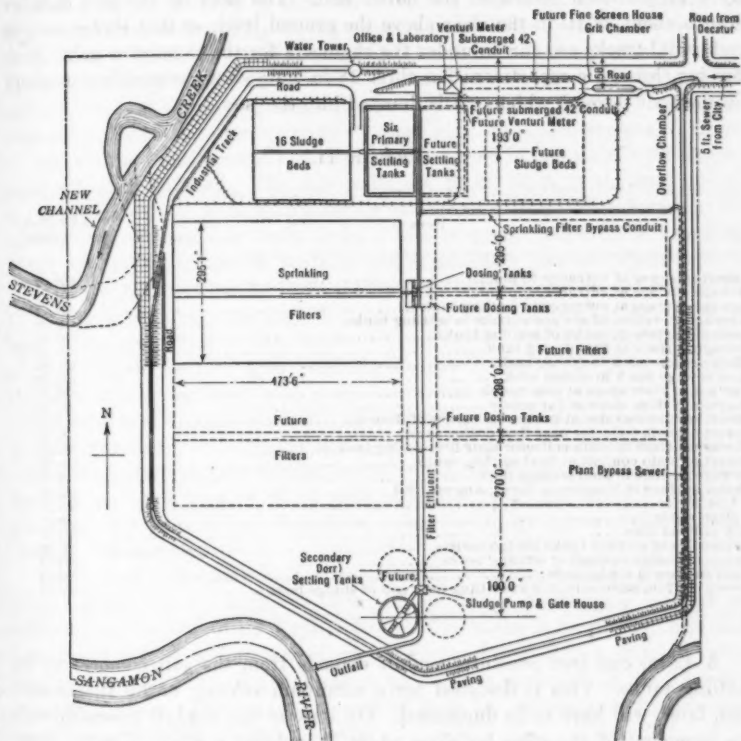 Future Fine Screen House
Road from
Decatur
Venturi Meter
Grit Chamber
Office & Laboratory
Submerged 42"
Conduit
Water Tower
Road
Road
CREEK
Future submerged 42 Conduit
Future Venturi Meter
193'0"
Overflow Chamber
5 ft. Sewer
from City
Industrial Track
16 Sludge
Beds
Six
Primary
Settling
Tanks
Future
Settling
Tanks
Future
Sludge Beds
NEW
CHANNEL
Sprinkling Filter Bypass Conduit
STEVENS
295'1"
Sprinkling
Filters
Dosing Tanks
Future Dosing Tanks
Future Filters
Road
473'6"
298'0"
N
Future
Filters
Future Dosing Tanks
Plant Bypass Sewer
Filter Effluent
270'0"
Secondary
(Dorr)
Settling Tanks
Future
100'0"
Sludge Pump & Gate House
Outlail
Paving
Paving
SANGAMON
RIVER